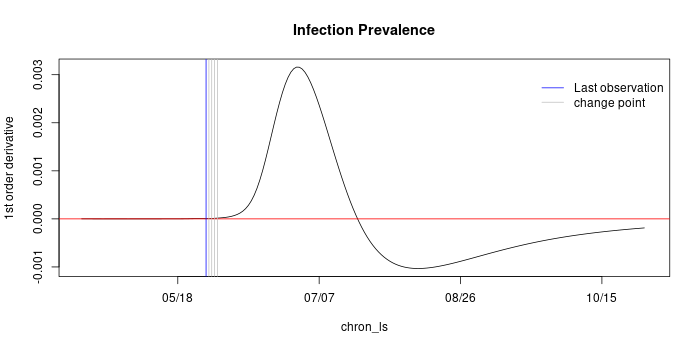 Infection Prevalence
1st order derivative
0.003
0.002
0.001
0.000
-0.001
Last observation
change point
05/18
07/07
08/26
10/15
chron_ls